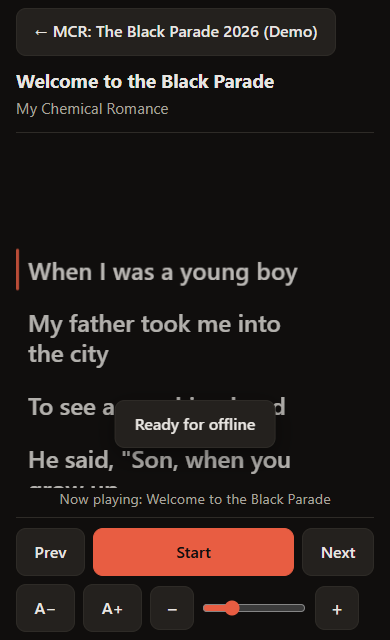 ← MCR: The Black Parade 2026 (Demo)
Welcome to the Black Parade
My Chemical Romance
When I was a young boy
My father took me into
the city
To see a
Ready for offline
He said, "Son, when you
Now playing: Welcome to the Black Parade
Prev Start Next
A− A+ − +